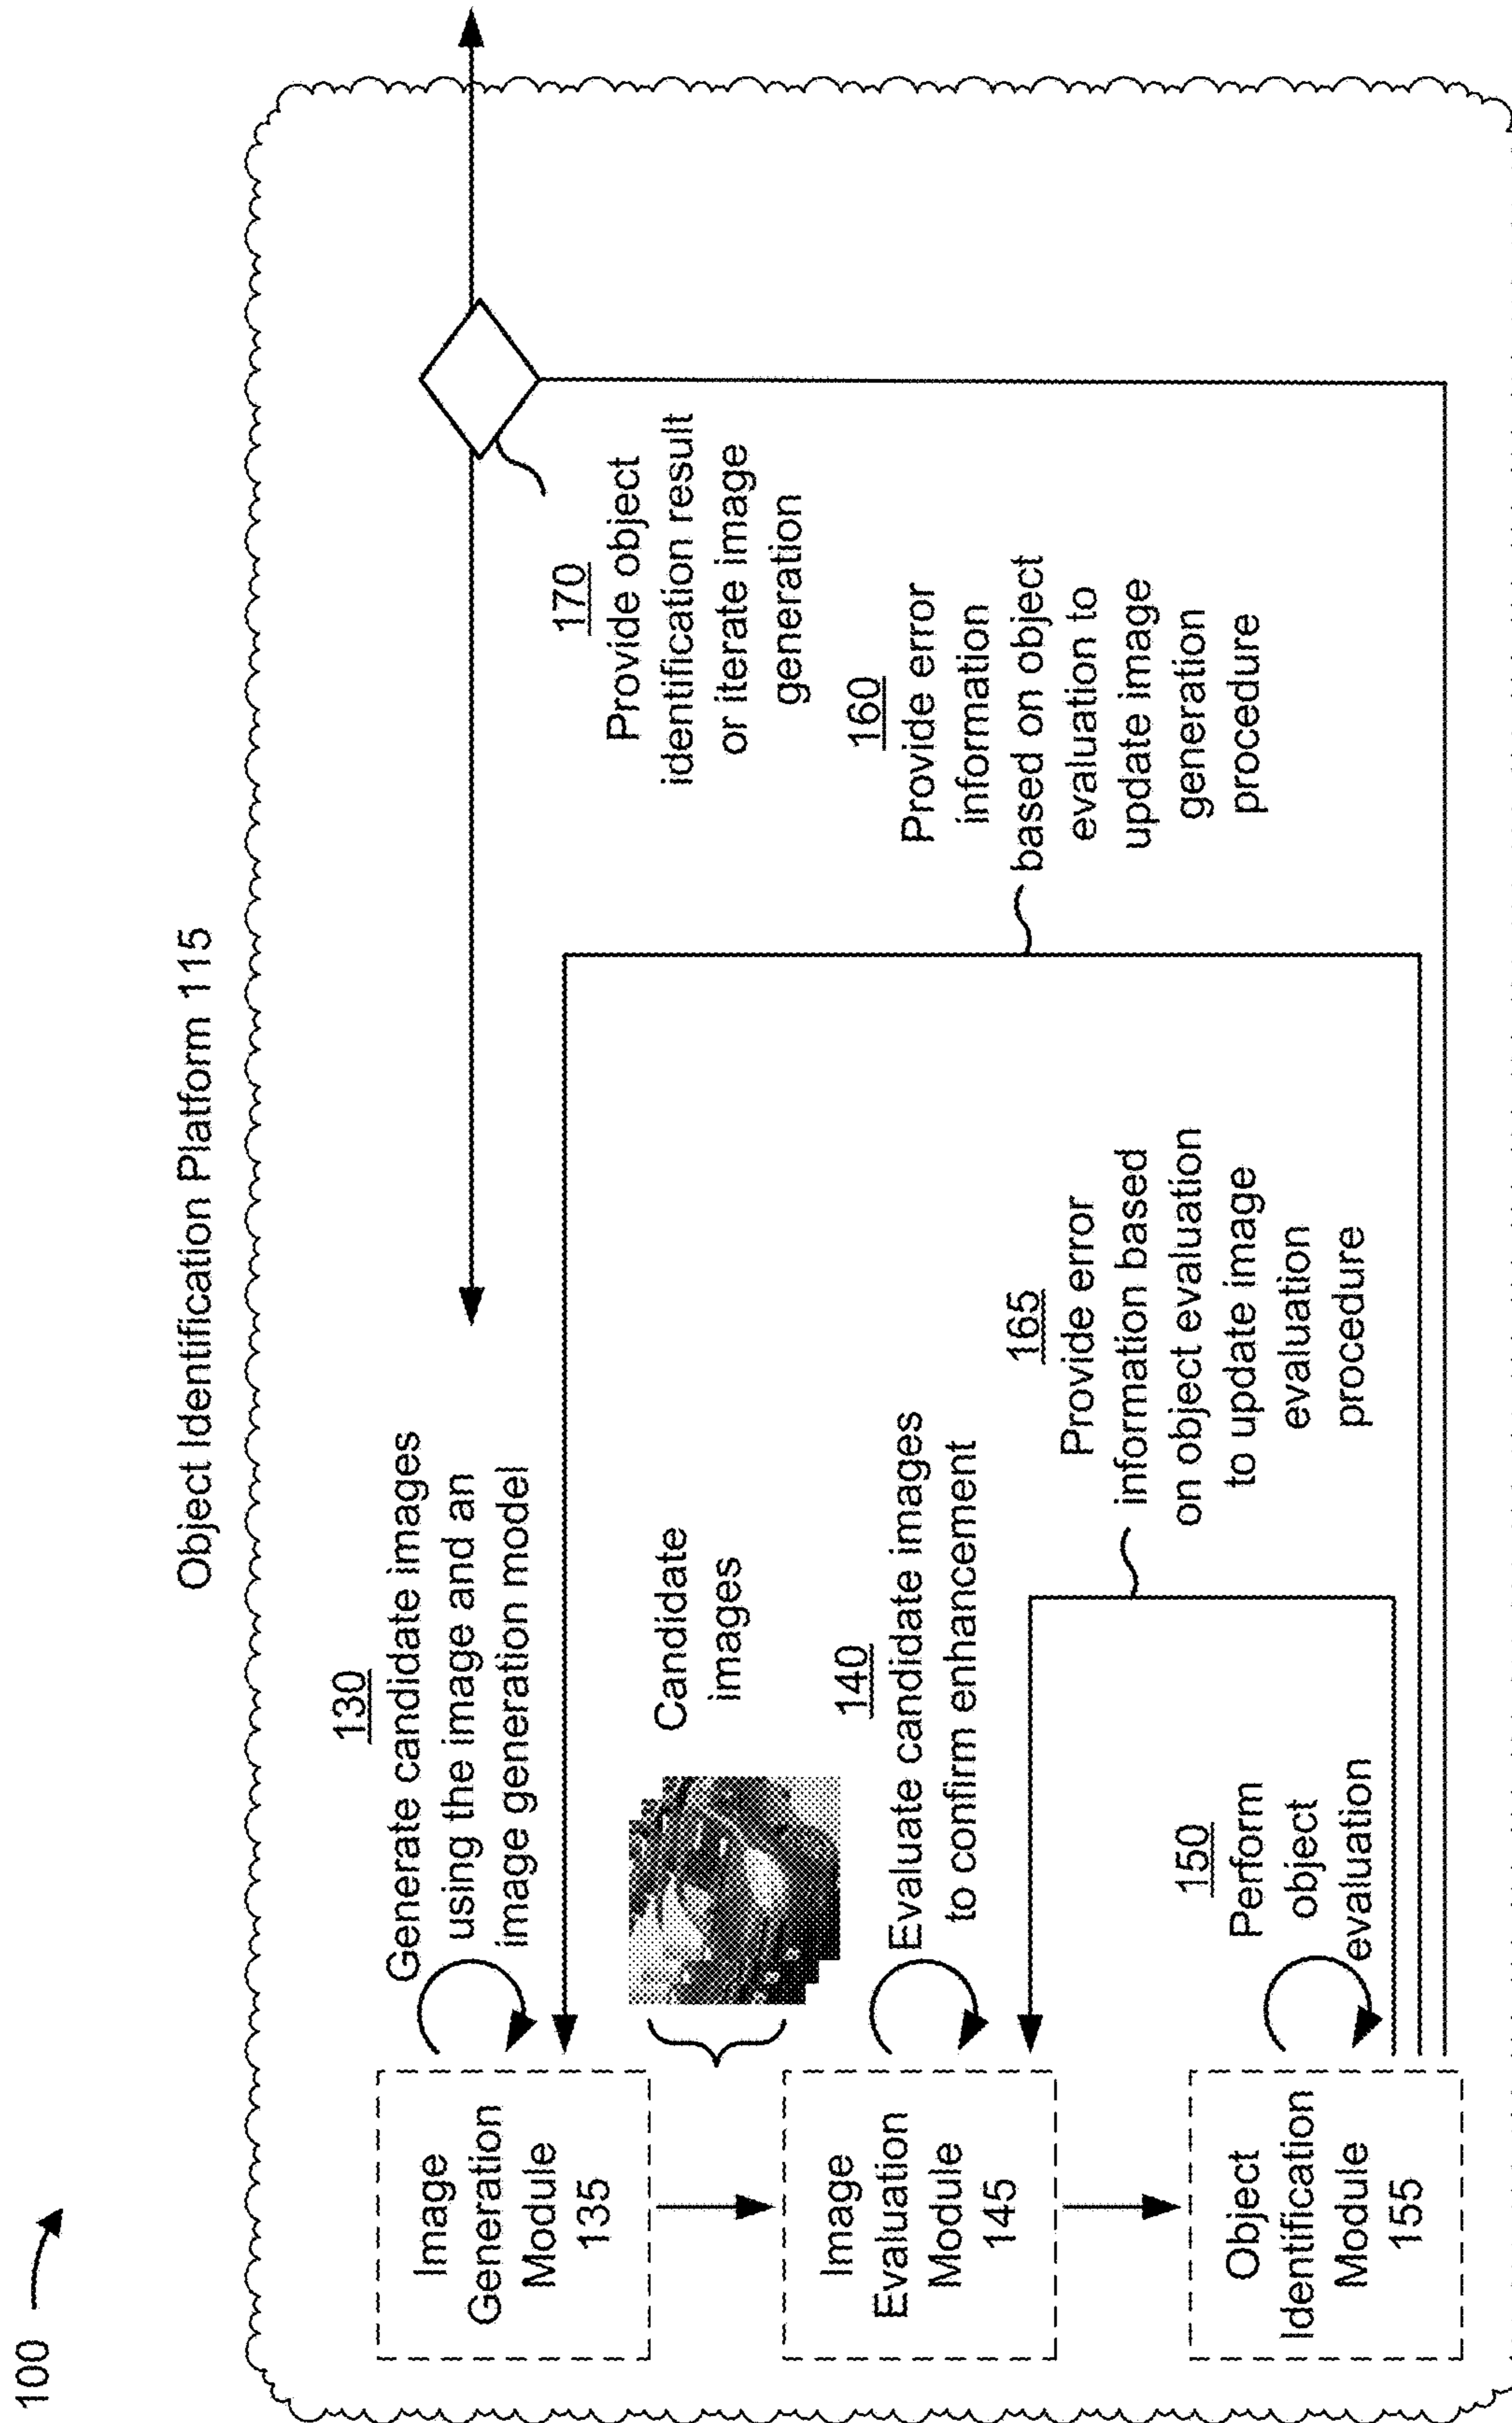 100
Object Identification Platform 115
130
Generate candidate images
using the image and an
image generation model
Image
Generation
Module
135
Candidate
images
170
Provide object
identification result
or iterate image
generation
140
Evaluate candidate images
to confirm enhancement
Image
Evaluation
Module
145
160
Provide error
information
based on object
evaluation to
update image
generation
procedure
165
Provide error
information based
on object evaluation
to update image
evaluation
procedure
150
Perform
object
evaluation
Object
Identification
Module
155